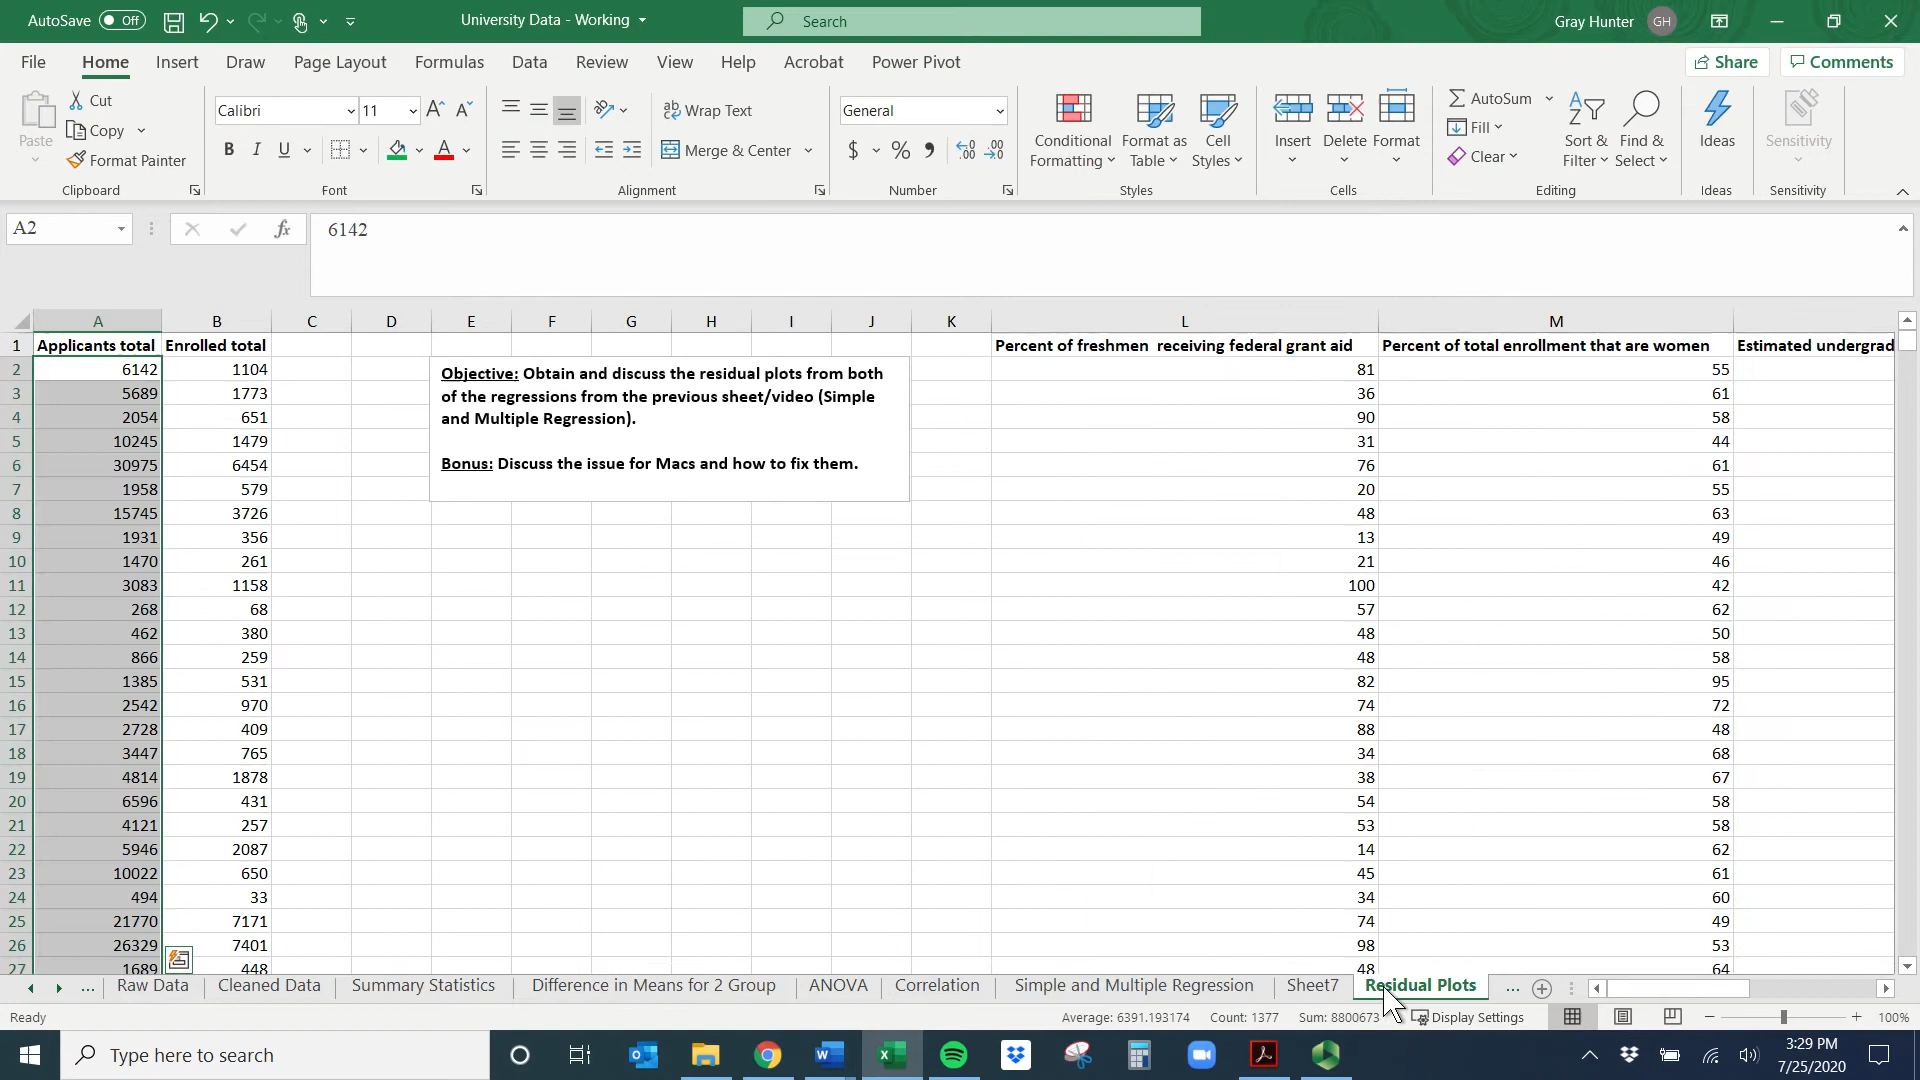 AutoSave Off University Data - Working Search Gray Hunter GH
File Home Insert Draw Page Layout Formulas Data Review View Help Acrobat Power Pivot Share Comments
Cut Calibri 11 Wrap Text General AutoSum
Copy Fill
Paste Format Painter B I U A Merge & Center $ % Conditional Formatting Format as Table Cell Styles Insert Delete Format Clear Sort & Filter Find & Select Ideas Sensitivity
Clipboard Font Alignment Number Styles Cells Editing Ideas Sensitivity
A2 fx 6142
A B C D E F G H I J K L M
1 Applicants total Enrolled total Percent of freshmen receiving federal grant aid Percent of total enrollment that are women Estimated undergrad
2 6142 1104 81 55
3 5689 1773 36 61
4 2054 651 90 58
5 10245 1479 31 44
6 30975 6454 76 61
7 1958 579 20 55
8 15745 3726 48 63
9 1931 356 13 49
10 1470 261 21 46
11 3083 1158 100 42
12 268 68 57 62
13 462 380 48 50
14 866 259 48 58
15 1385 531 82 95
16 2542 970 74 72
17 2728 409 88 48
18 3447 765 34 68
19 4814 1878 38 67
20 6596 431 54 58
21 4121 257 53 58
22 5946 2087 14 62
23 10022 650 45 61
24 494 33 34 60
25 21770 7171 74 49
26 26329 7401 98 53
27 1689 448 48 64
Objective: Obtain and discuss the residual plots from both
of the regressions from the previous sheet/video (Simple
and Multiple Regression).
Bonus: Discuss the issue for Macs and how to fix them.
... Raw Data Cleaned Data Summary Statistics Difference in Means for 2 Group ANOVA Correlation Simple and Multiple Regression Sheet7 Residual Plots ...
Ready Average: 6391.193174 Count: 1377 Sum: 8800673 Display Settings 100%
Type here to search 3:29 PM
7/25/2020